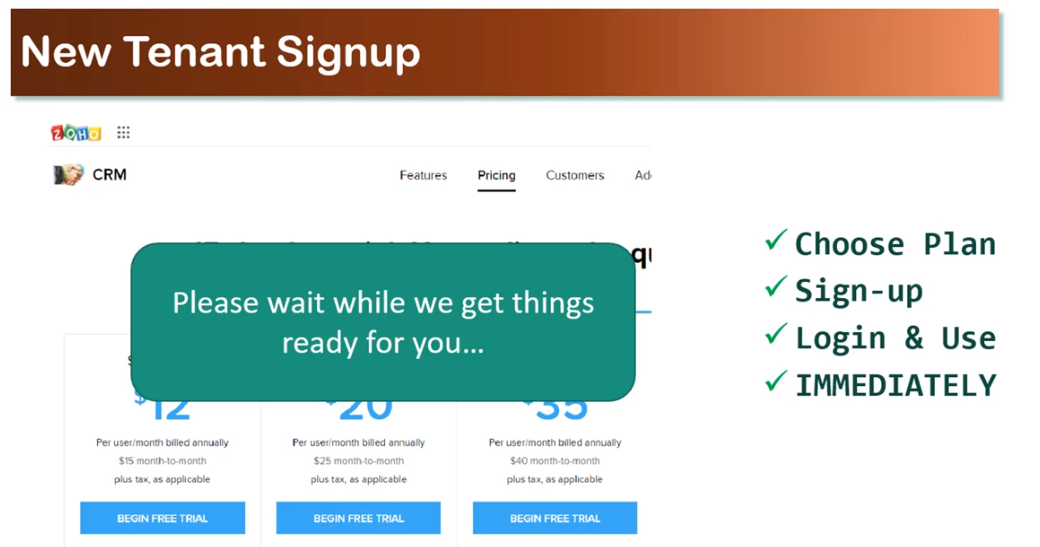 New Tenant Signup
ZOHO
CRM
Features Pricing Customers
Please wait while we get things
ready for you...
$12 $20 $35
Per user/month billed annually Per user/month billed annually Per user/month billed annually
$15 month-to-month $25 month-to-month $40 month-to-month
plus tax, as applicable plus tax, as applicable plus tax, as applicable
BEGIN FREE TRIAL BEGIN FREE TRIAL BEGIN FREE TRIAL
✓ Choose Plan
✓ Sign-up
✓ Login & Use
✓ IMMEDIATELY